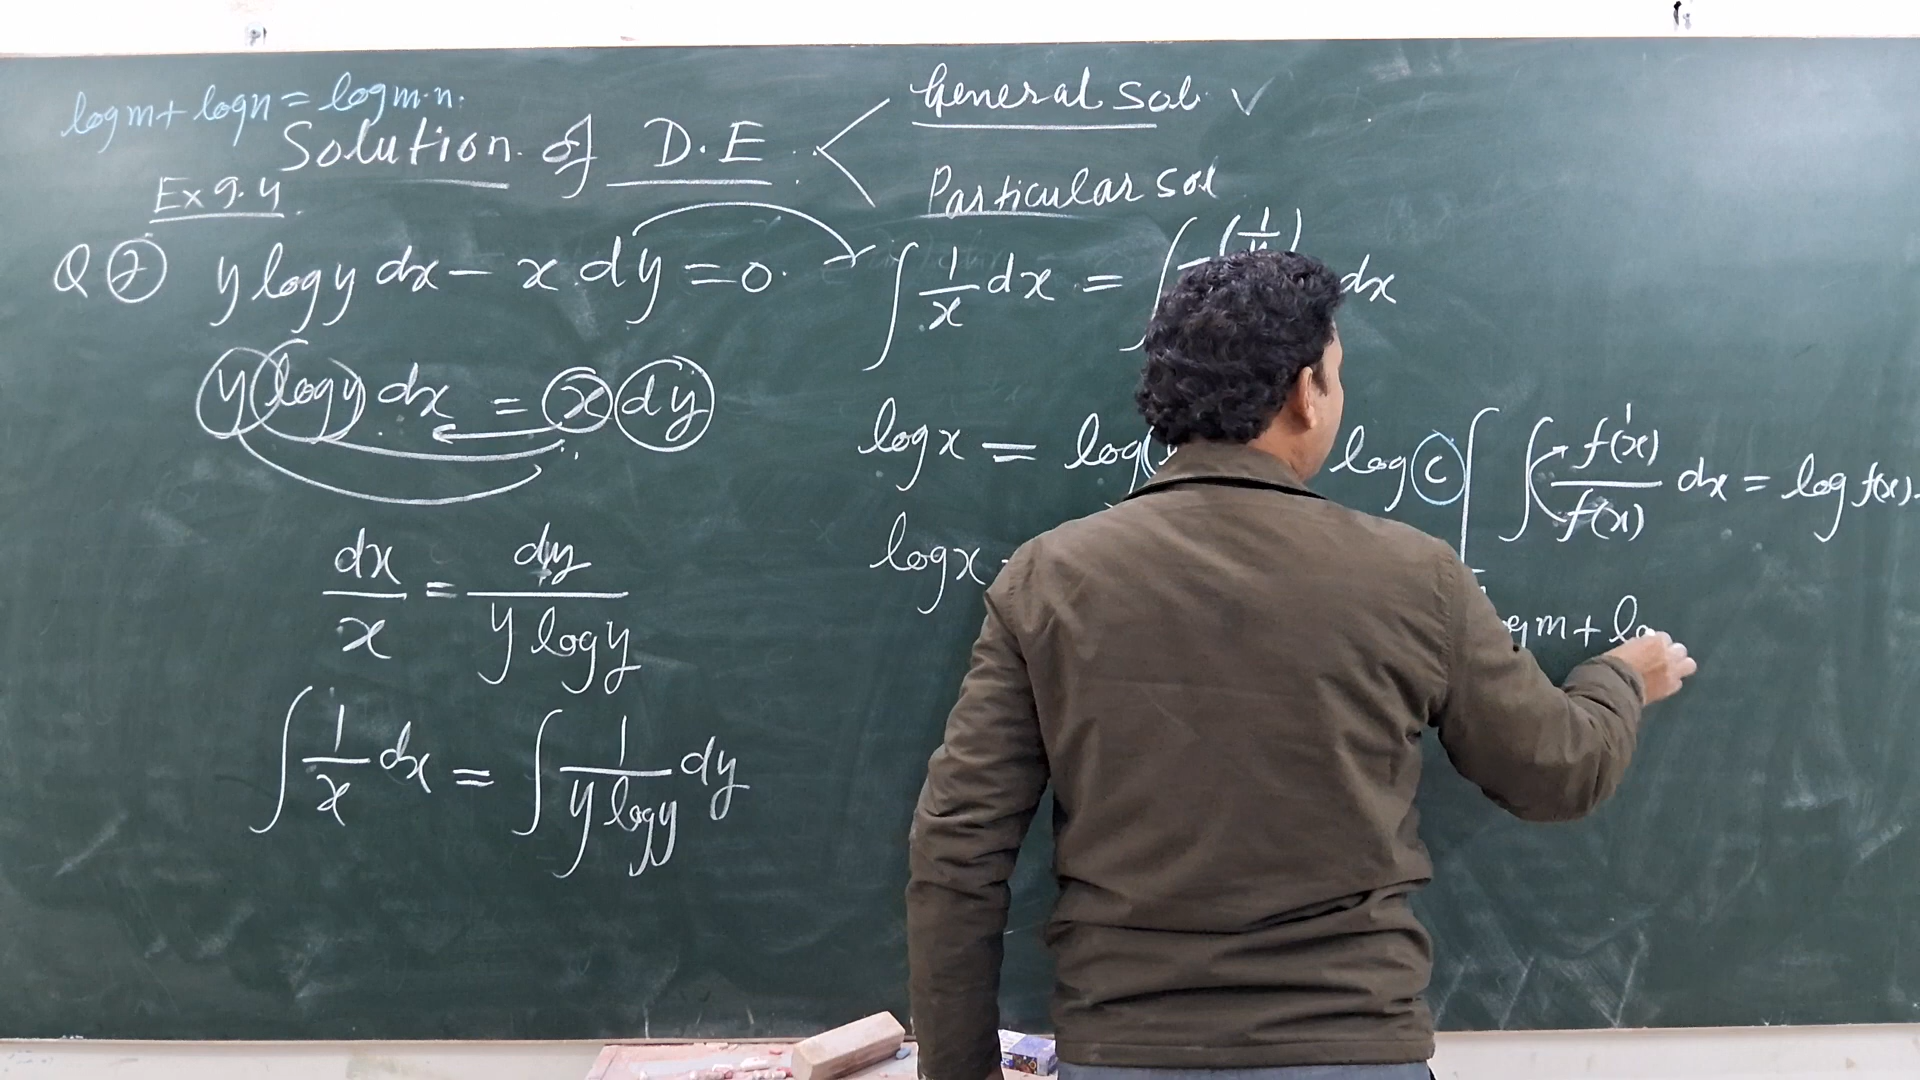 log m + log n = log m·n.
Solution of D.E
General sol. ✓
Particular sol
Ex 9.4
Q 7 y log y dx − x dy = 0.
y log y dx = x dy
dx/x = dy/(y log y)
∫ 1/x dx = ∫ 1/(y log y) dy
∫ 1/x dx = ∫ dx
log x = log( log c
log x
∫ f'(x)/f(x) dx = log f(x).
m +